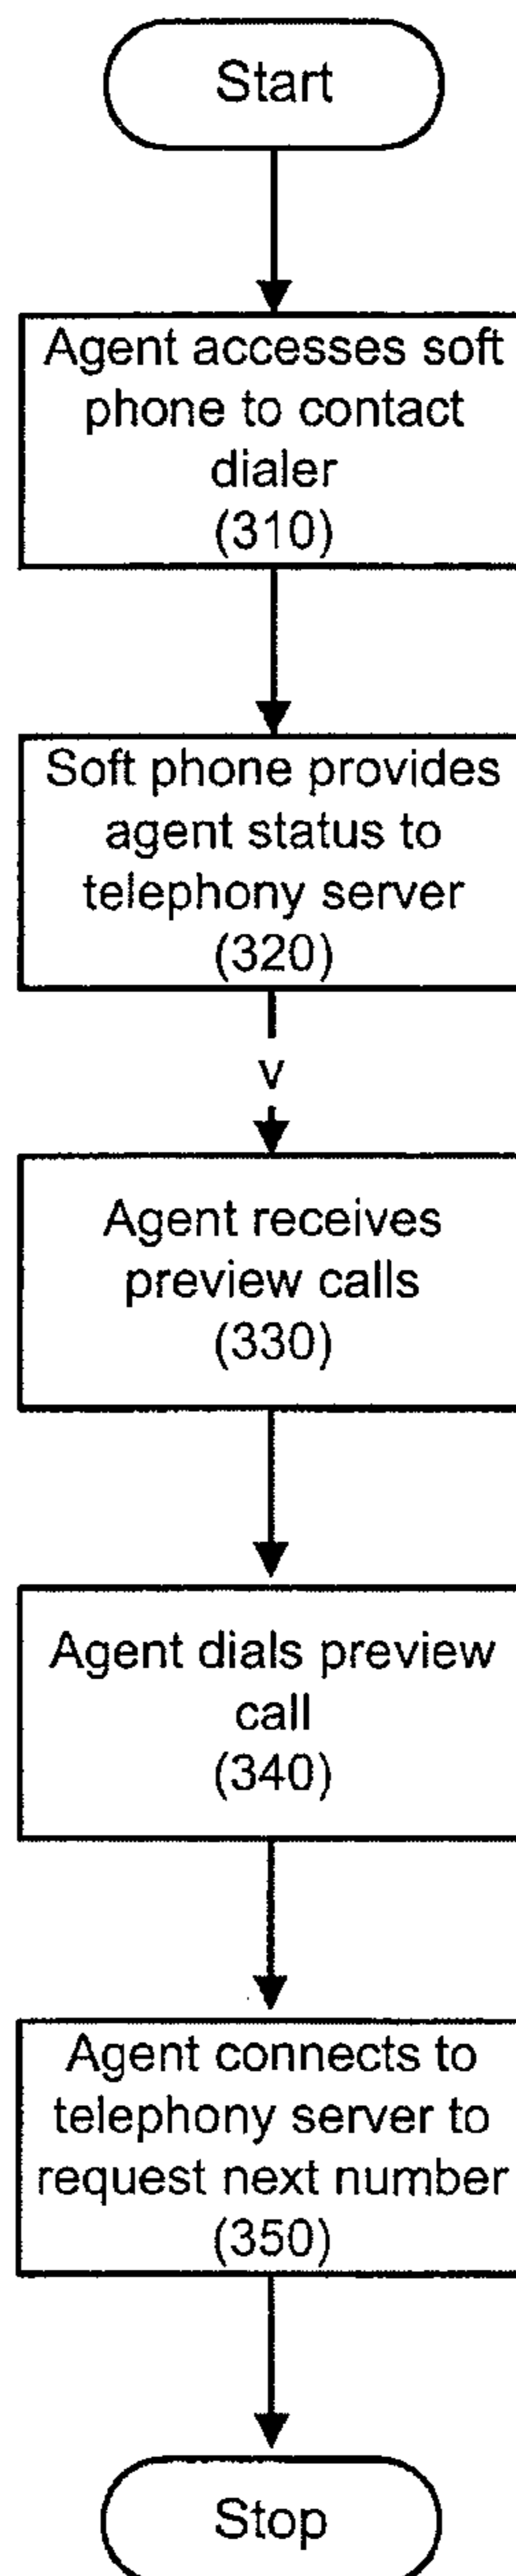 Start
Agent accesses soft
phone to contact
dialer
(310)
Soft phone provides
agent status to
telephony server
(320)
v
Agent receives
preview calls
(330)
Agent dials preview
call
(340)
Agent connects to
telephony server to
request next number
(350)
Stop